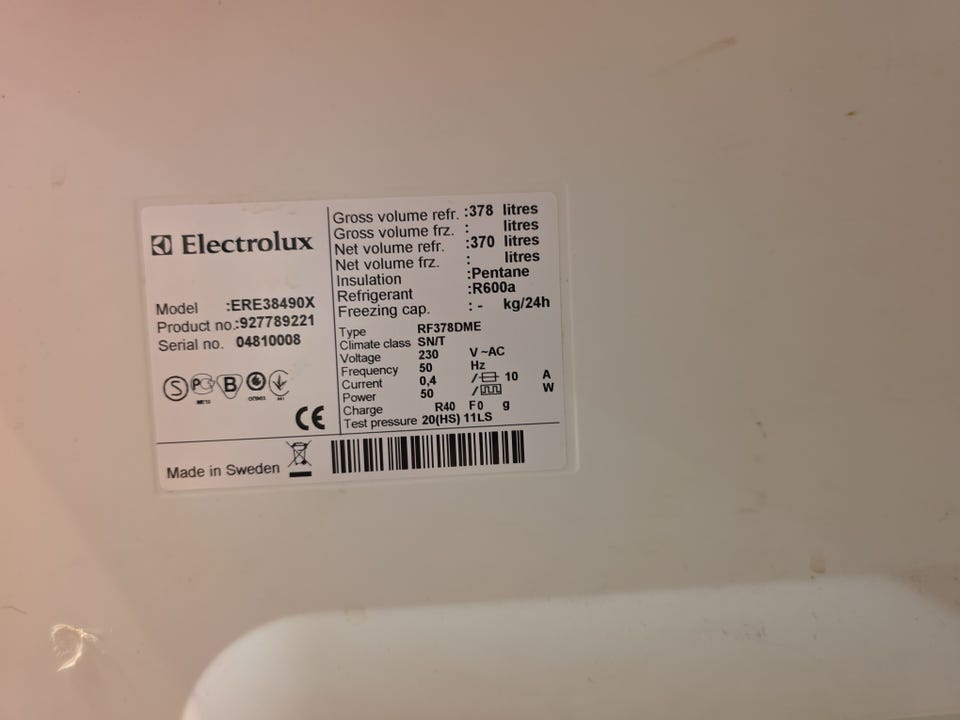 Electrolux
Model :ERE38490X
Product no.:927789221
Serial no. 04810008
S PC B
CE
Made in Sweden
Gross volume refr. :378 litres
Gross volume frz. : litres
Net volume refr. :370 litres
Net volume frz. : litres
Insulation :Pentane
Refrigerant :R600a
Freezing cap. : - kg/24h
Type RF378DME
Climate class SN/T
Voltage 230 V ~AC
Frequency 50 Hz
Current 0,4 / 10 A
Power 50 / W
Charge R40 F0 g
Test pressure 20(HS) 11LS